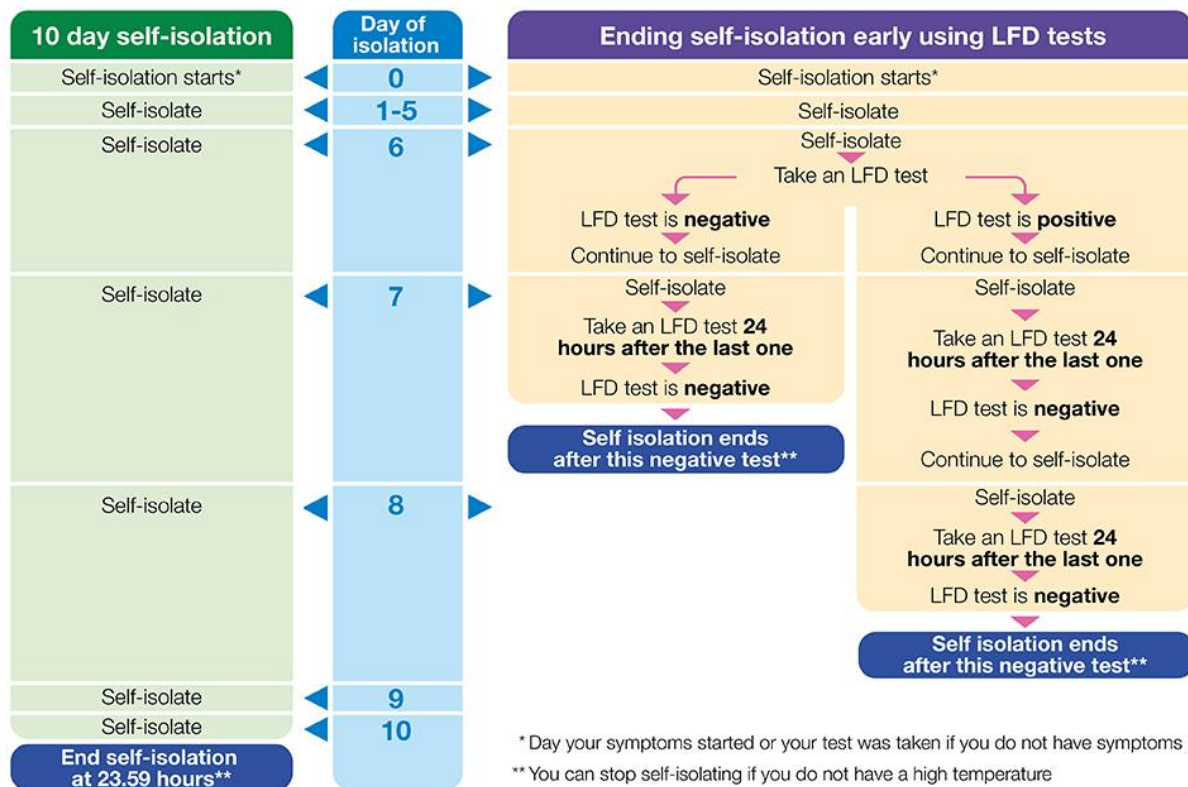 10 day self-isolation
Day of
isolation
Ending self-isolation early using LFD tests
Self-isolation starts*
0
Self-isolation starts*
Self-isolate
1-5
Self-isolate
Self-isolate
6
Self-isolate
Take an LFD test
LFD test is negative
LFD test is positive
Continue to self-isolate
Continue to self-isolate
Self-isolate
7
Self-isolate
Self-isolate
Take an LFD test 24
hours after the last one
Take an LFD test 24
hours after the last one
LFD test is negative
LFD test is negative
Self isolation ends
after this negative test**
Continue to self-isolate
Self-isolate
8
Self-isolate
Take an LFD test 24
hours after the last one
LFD test is negative
Self isolation ends
after this negative test**
Self-isolate
9
Self-isolate
10
End self-isolation
at 23.59 hours**
* Day your symptoms started or your test was taken if you do not have symptoms
** You can stop self-isolating if you do not have a high temperature